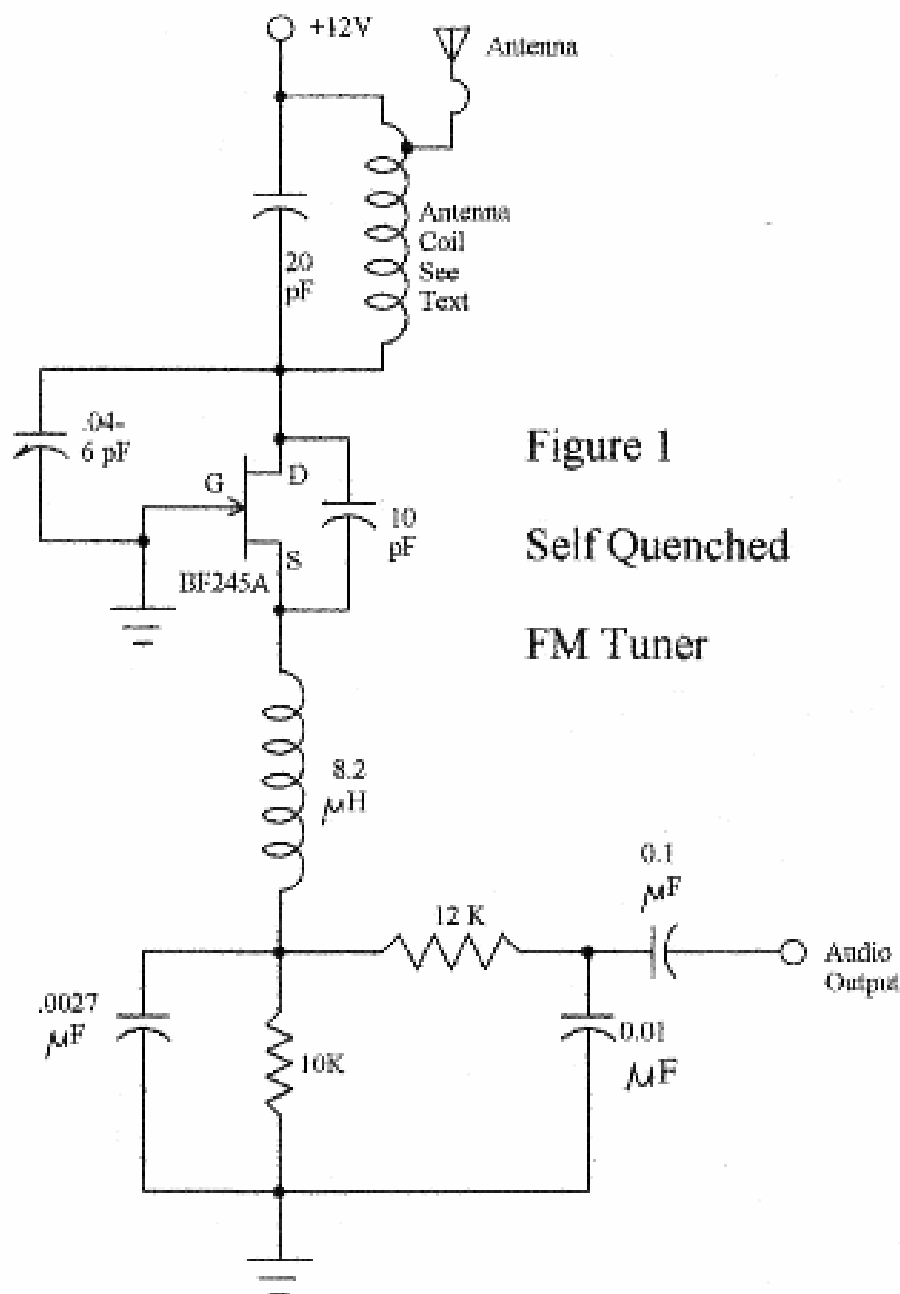 +12V
Antenna
Antenna
Coil
See
Text
20
pF
.04-
6 pF
G
D
S
10
pF
BF245A
Figure 1
Self Quenched
FM Tuner
8.2
μH
0.1
μF
12 K
Audio
Output
.0027
μF
10K
0.01
μF